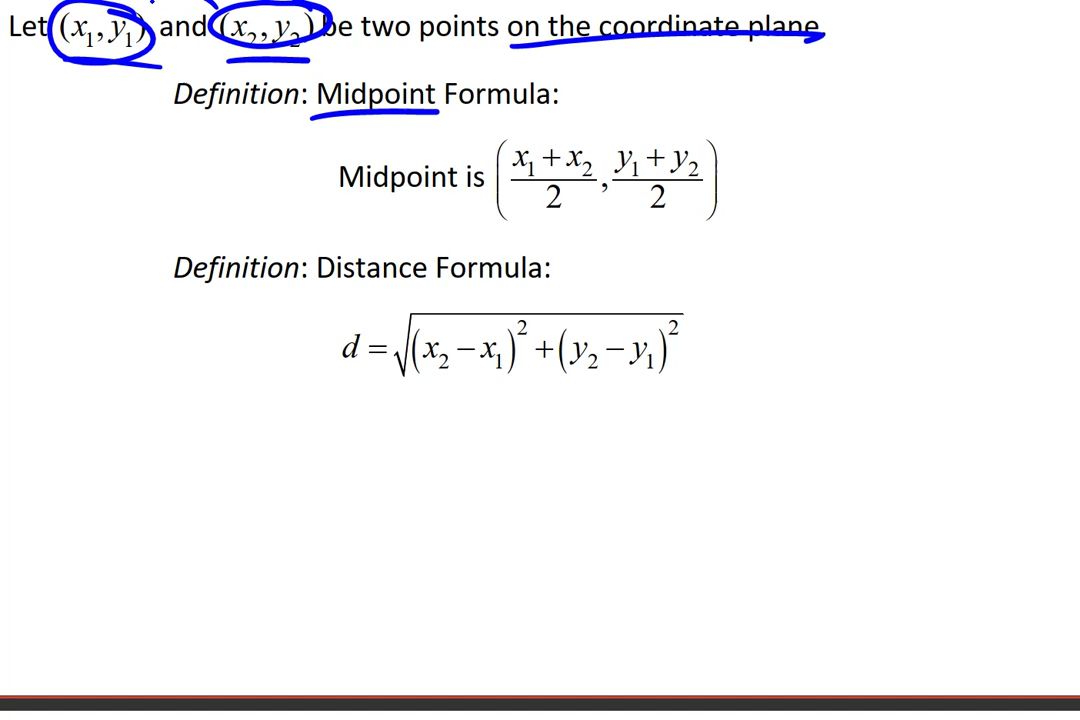 Let (x₁, y₁) and (x₂, y₂) be two points on the coordinate plane.
Definition: Midpoint Formula:
Midpoint is ( (x₁ + x₂)/2 , (y₁ + y₂)/2 )
Definition: Distance Formula:
d = √((x₂ − x₁)² + (y₂ − y₁)²)